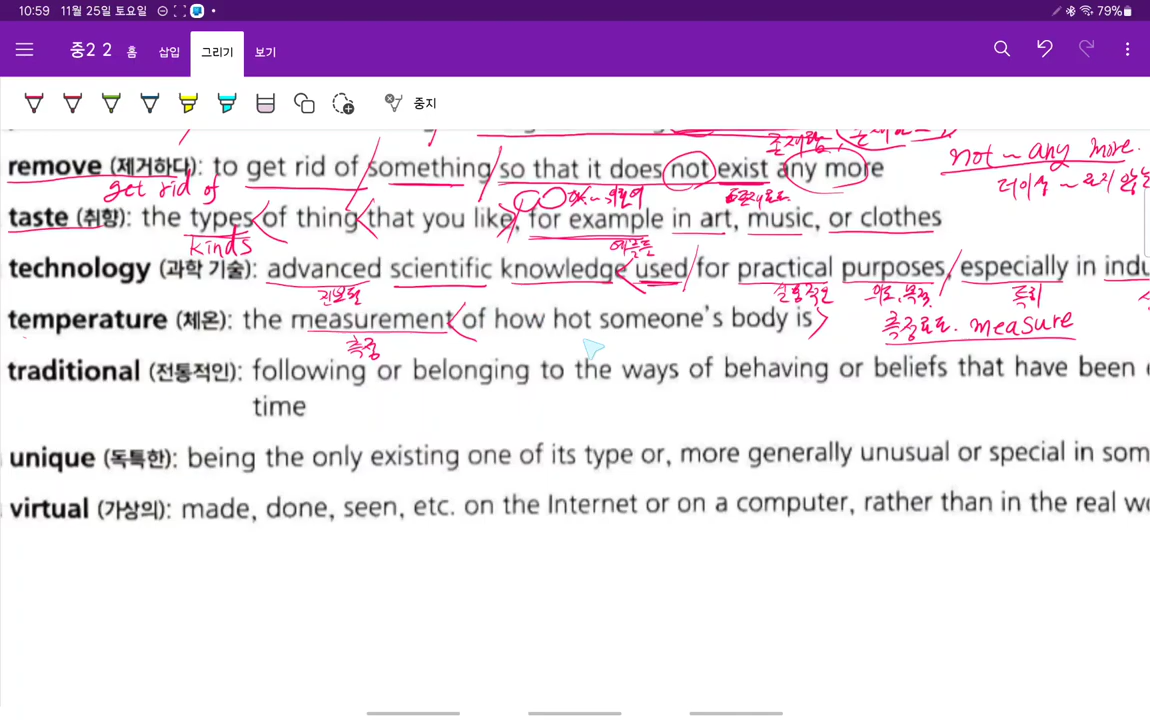 10:59 11월 25일 토요일 79%
중2 2 홈 삽입 그리기 보기
중지
not ~ any more.
remove (제거하다): to get rid of something so that it does not exist any more
get rid of
더이상 ~
taste (취향): the types of thing that you like, for example in art, music, or clothes
kinds 예를들
technology (과학 기술): advanced scientific knowledge used for practical purposes, especially in indu
진보된 실용적인 의도, 목적 특히
temperature (체온): the measurement of how hot someone's body is
측정 measure
traditional (전통적인): following or belonging to the ways of behaving or beliefs that have been
time
unique (독특한): being the only existing one of its type or, more generally unusual or special in som
virtual (가상의): made, done, seen, etc. on the Internet or on a computer, rather than in the real wo